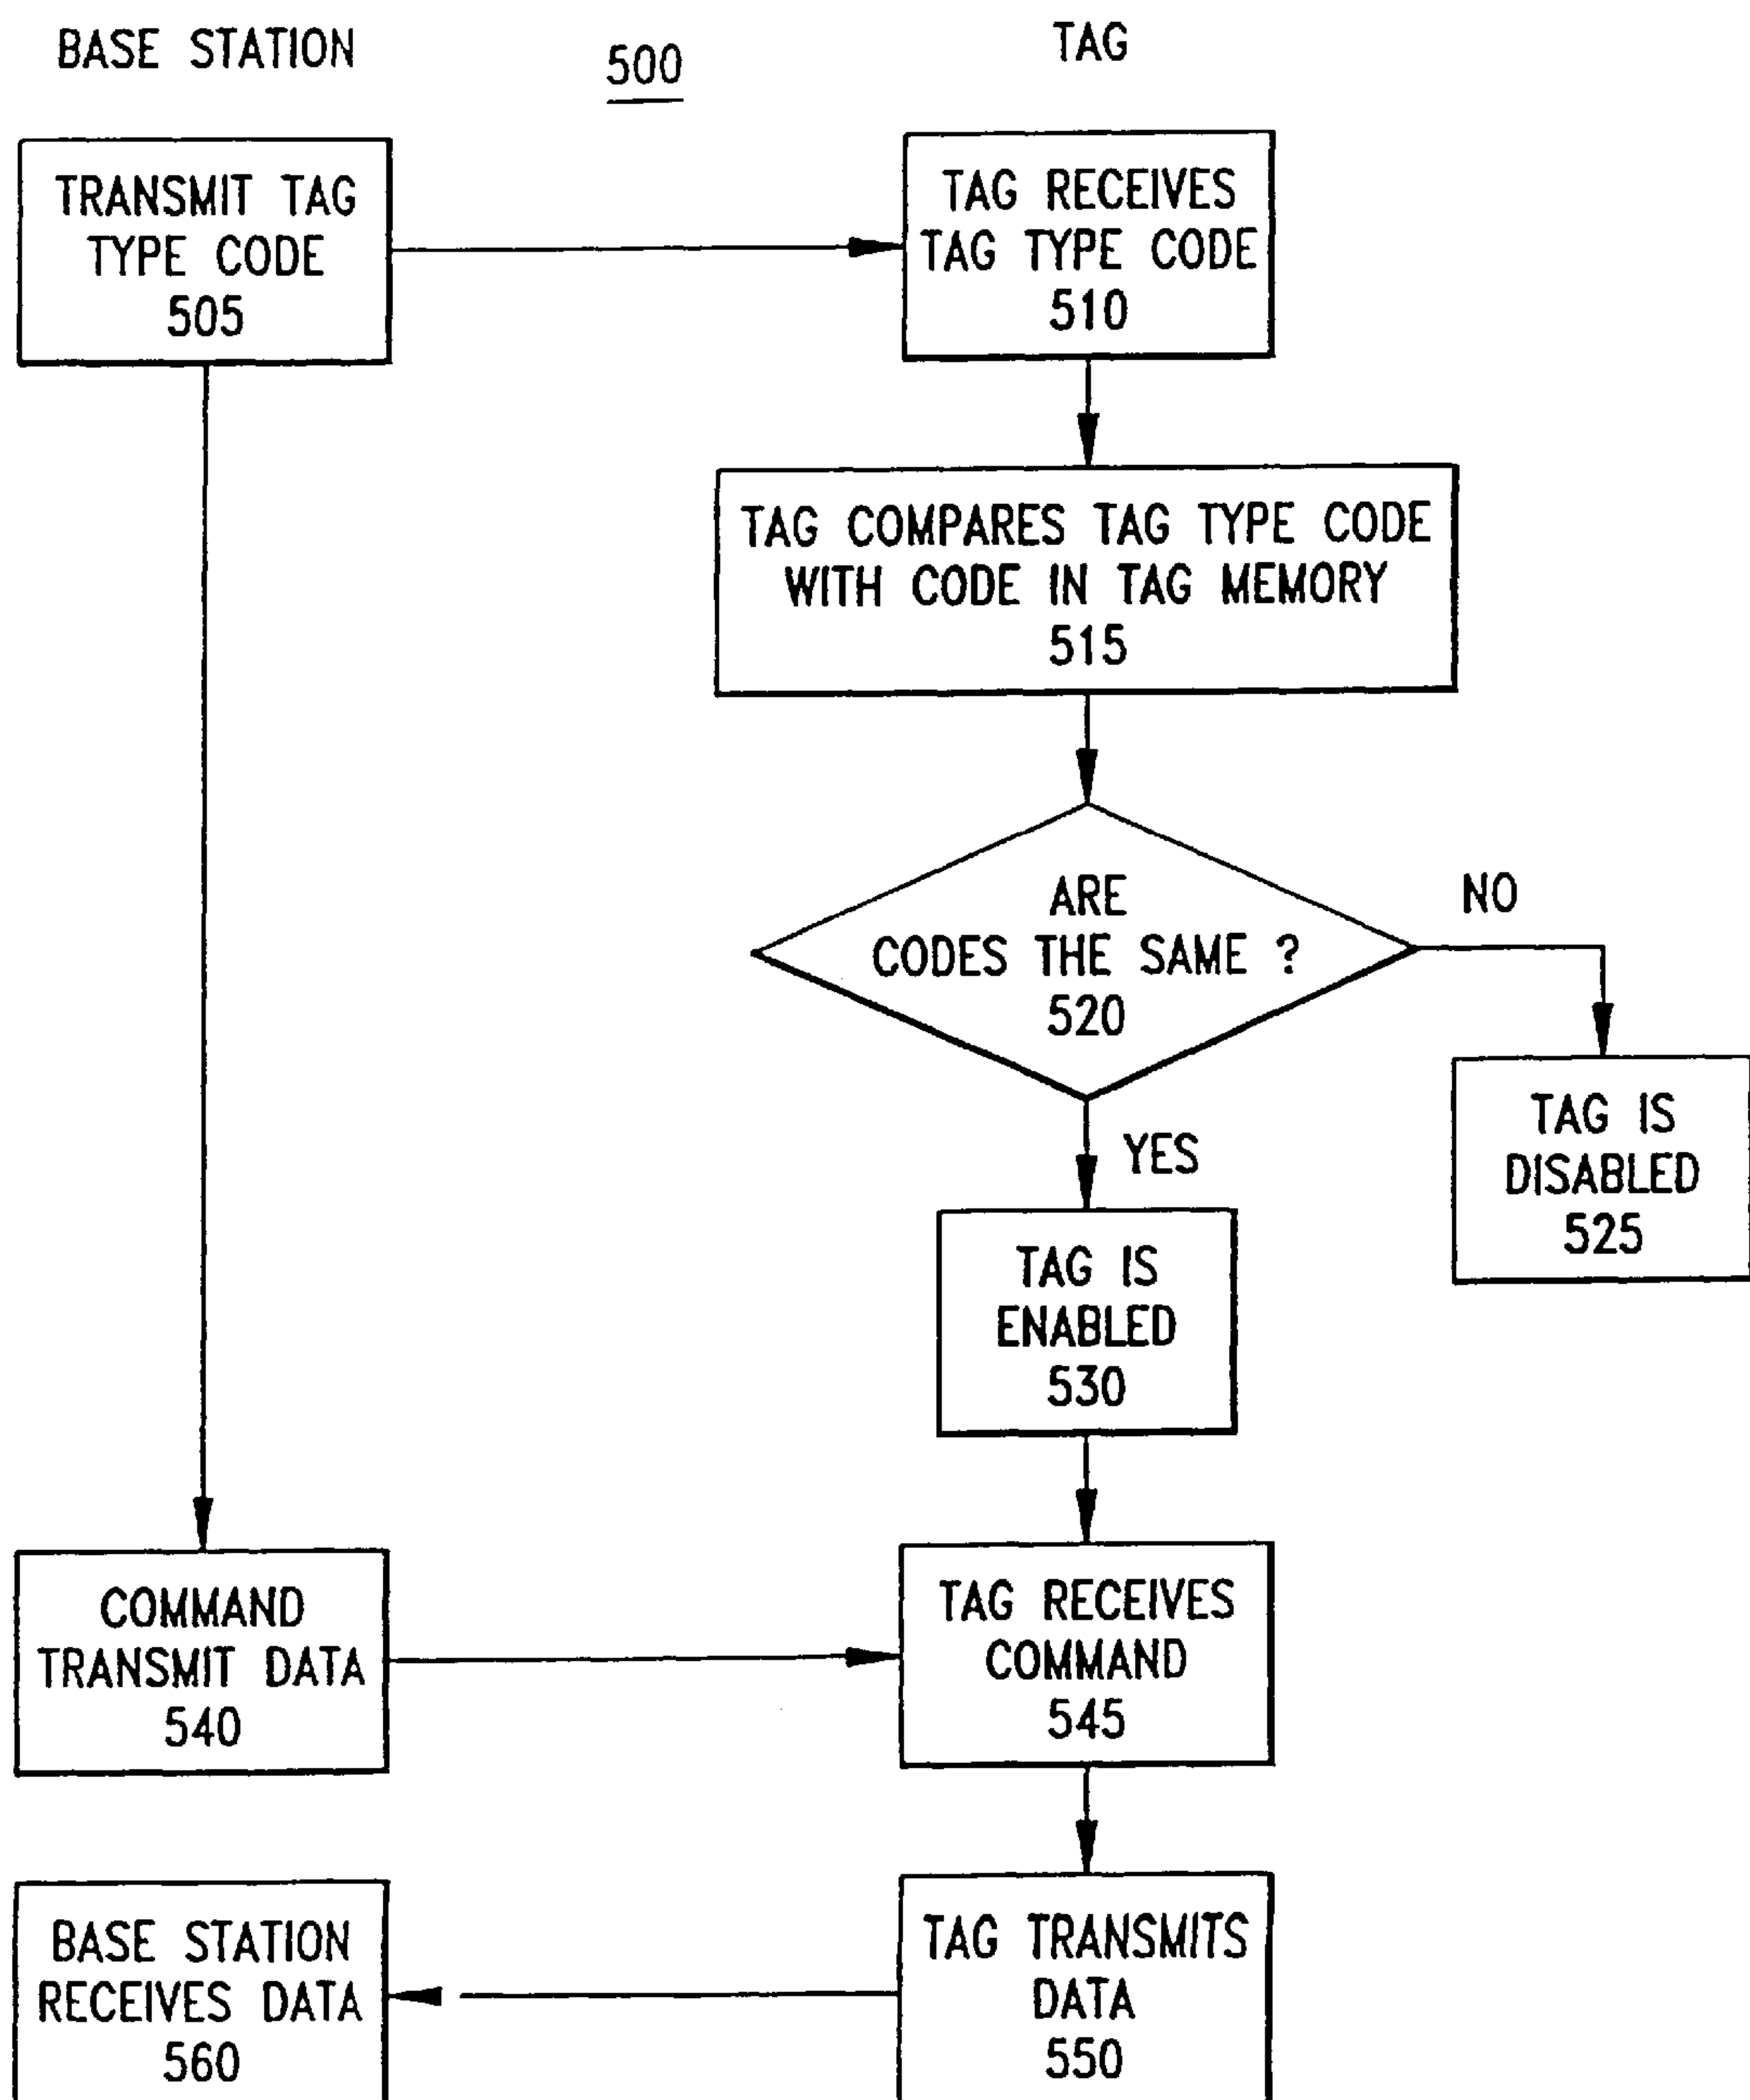 BASE STATION
500
TAG
TRANSMIT TAG
TYPE CODE
505
TAG RECEIVES
TAG TYPE CODE
510
TAG COMPARES TAG TYPE CODE
WITH CODE IN TAG MEMORY
515
ARE
CODES THE SAME ?
520
NO
TAG IS
DISABLED
525
YES
TAG IS
ENABLED
530
COMMAND
TRANSMIT DATA
540
TAG RECEIVES
COMMAND
545
BASE STATION
RECEIVES DATA
560
TAG TRANSMITS
DATA
550